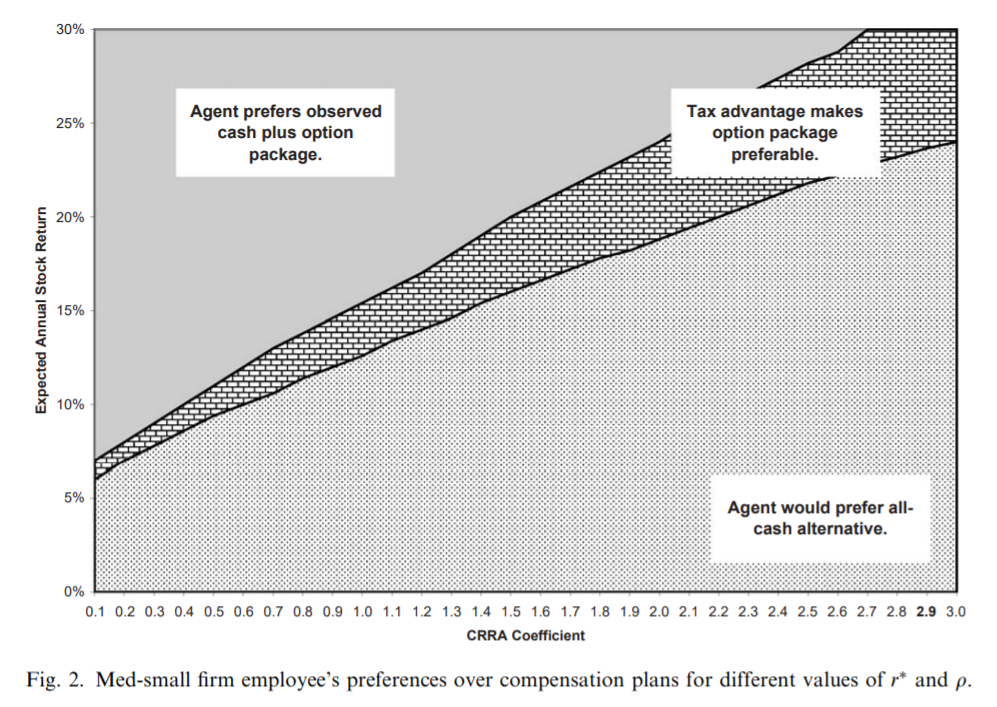 30%
Agent prefers observed
cash plus option
package.
Tax advantage makes
option package
preferable.
25%
20%
15%
10%
5%
0%
Expected Annual Stock Return
Agent would prefer all-
cash alternative.
0.1 0.2 0.3 0.4 0.5 0.6 0.7 0.8 0.9 1.0 1.1 1.2 1.3 1.4 1.5 1.6 1.7 1.8 1.9 2.0 2.1 2.2 2.3 2.4 2.5 2.6 2.7 2.8 2.9 3.0
CRRA Coefficient
Fig. 2. Med-small firm employee's preferences over compensation plans for different values of r* and ρ.